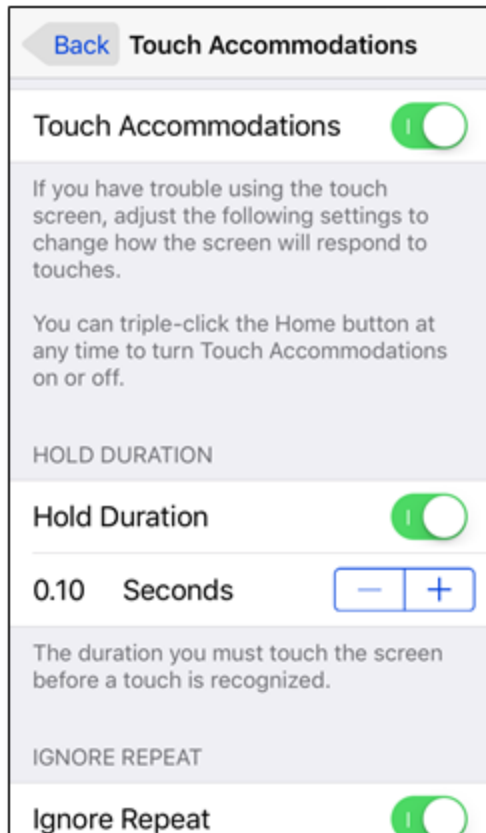 Back Touch Accommodations
Touch Accommodations
If you have trouble using the touch
screen, adjust the following settings to
change how the screen will respond to
touches.
You can triple-click the Home button at
any time to turn Touch Accommodations
on or off.
HOLD DURATION
Hold Duration
0.10 Seconds − +
The duration you must touch the screen
before a touch is recognized.
IGNORE REPEAT
Ignore Repeat